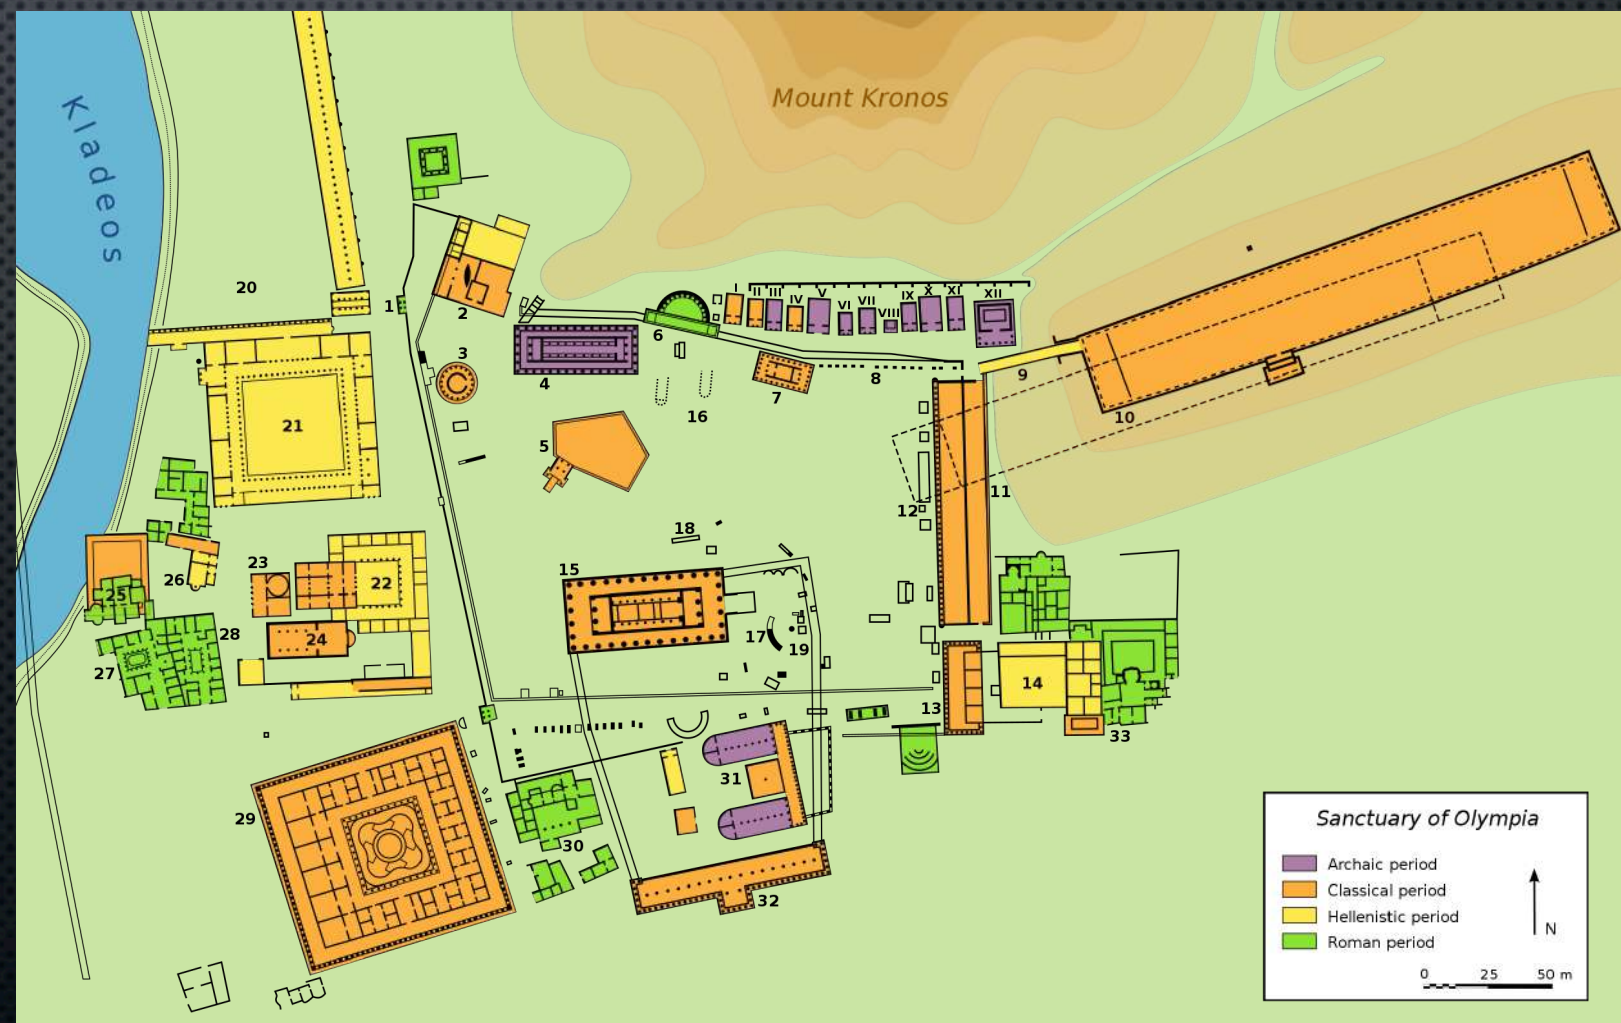 Kladeos
Mount Kronos
20
1
2
3
4
5
6
7
8
9
10
I
II
III
IV
V
VI
VII
VIII
IX
X
XI
XII
16
21
11
12
18
15
17
19
26
23
22
25
24
28
27
14
13
33
29
30
31
32
Sanctuary of Olympia
Archaic period
Classical period
Hellenistic period
Roman period
N
0 25 50 m